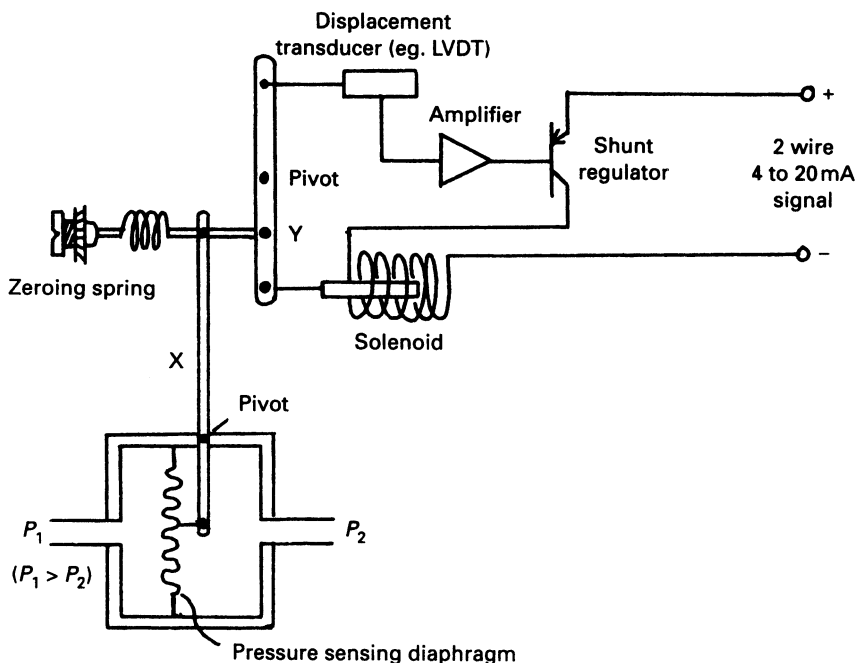 Displacement
transducer (eg. LVDT)
Amplifier
+
Shunt
regulator
2 wire
4 to 20 mA
signal
Pivot
Y
−
Zeroing spring
Solenoid
X
Pivot
P₁
P₂
(P₁ > P₂)
Pressure sensing diaphragm